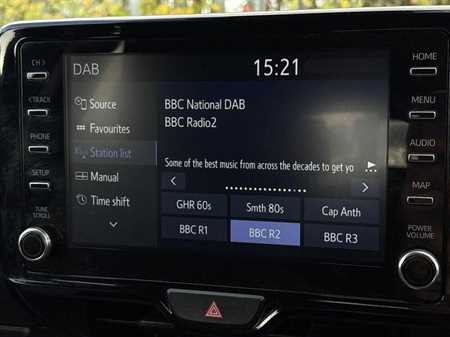 DAB
15:21
CH
TRACK
PHONE
SETUP
TUNE
SCROLL
Source
Favourites
Station list
Manual
Time shift
BBC National DAB
BBC Radio2
Some of the best music from across the decades to get yo
GHR 60s
Smth 80s
Cap Anth
BBC R1
BBC R2
BBC R3
HOME
MENU
AUDIO
MAP
POWER
VOLUME